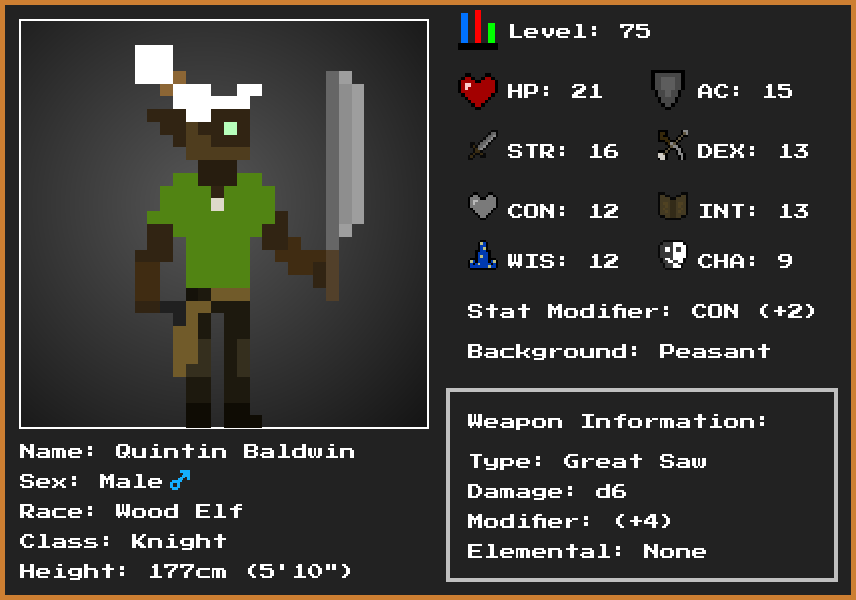 Level: 75
HP: 21 AC: 15
STR: 16 DEX: 13
CON: 12 INT: 13
WIS: 12 CHA: 9
Stat Modifier: CON (+2)
Background: Peasant
Weapon Information:
Type: Great Saw
Damage: d6
Modifier: (+4)
Elemental: None
Name: Quintin Baldwin
Sex: Male ♂
Race: Wood Elf
Class: Knight
Height: 177cm (5'10")